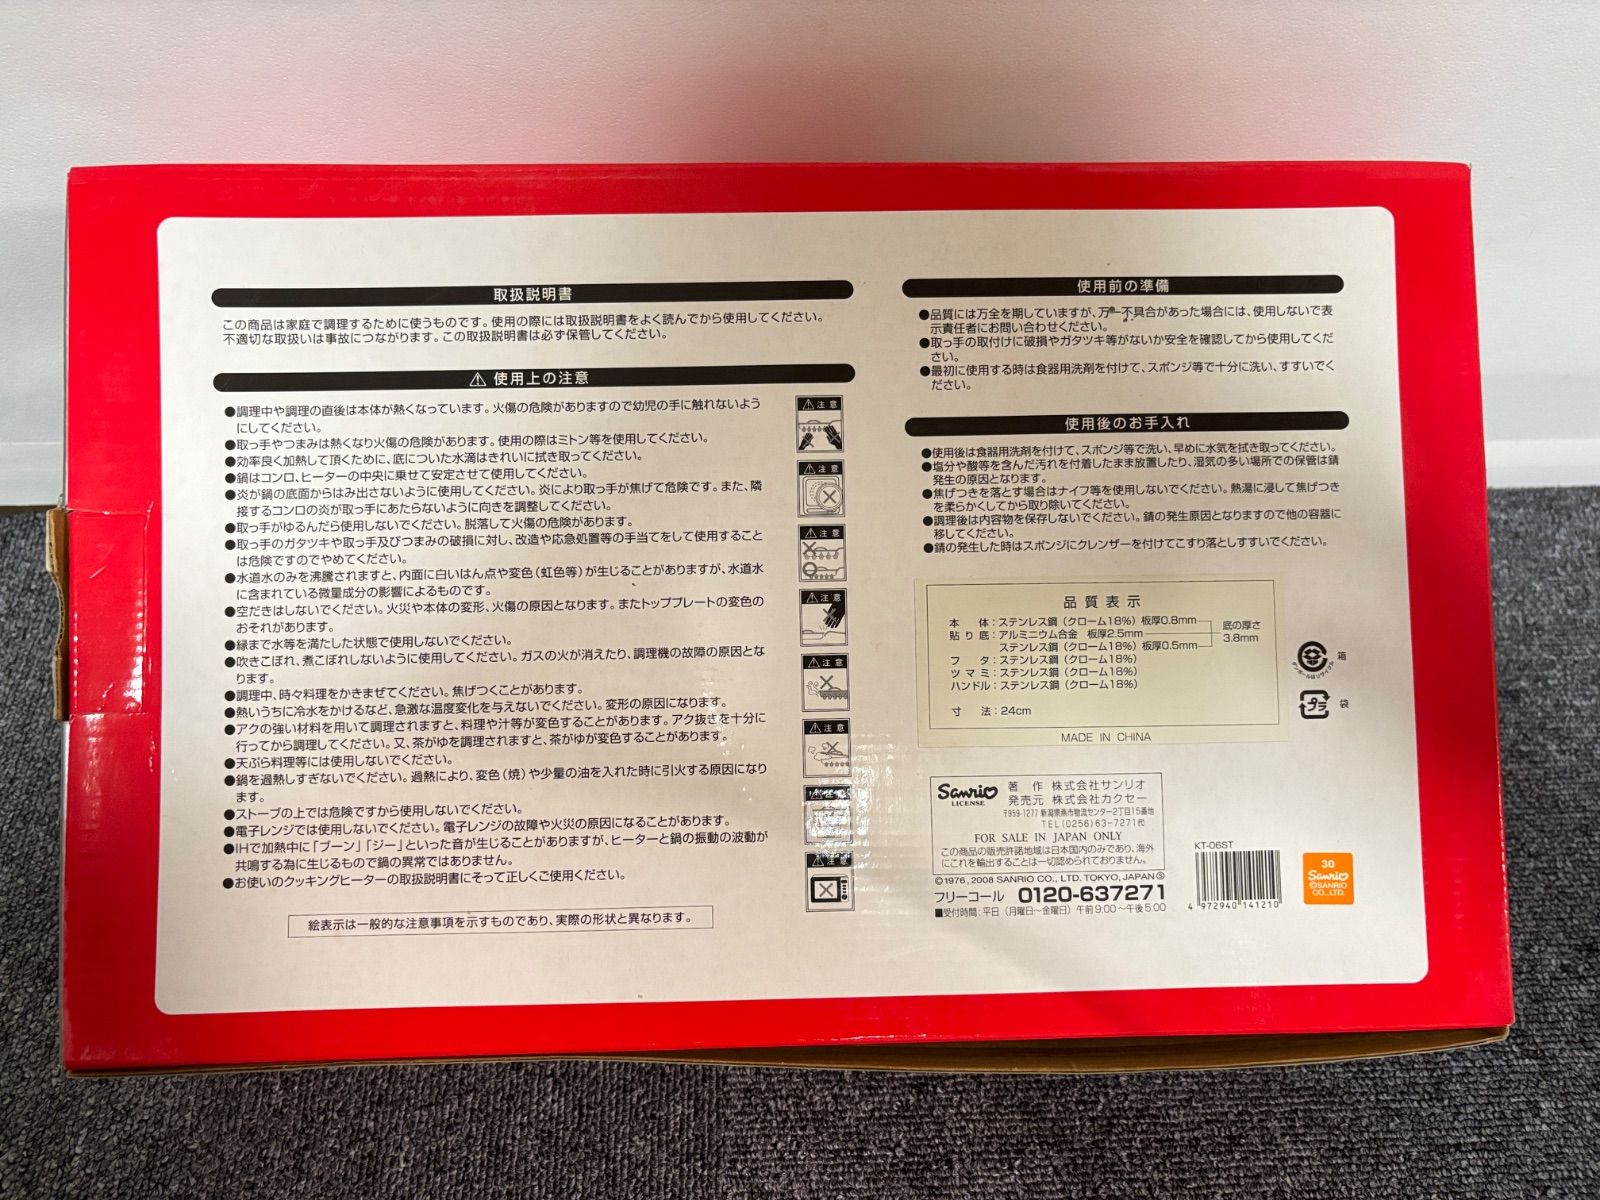 取扱説明書
この商品は家庭で調理するために使うものです。使用の際には取扱説明書をよく読んでから使用してください。
不適切な取扱いは事故につながります。この取扱説明書は必ず保管してください。
⚠ 使用上の注意
●調理中や調理の直後は本体が熱くなっています。火傷の危険がありますので幼児の手に触れないよう
にしてください。
●取っ手やつまみは熱くなり火傷の危険があります。使用の際はミトン等を使用してください。
●効率良く加熱して頂くために、底についた水滴はきれいに拭き取ってください。
●鍋はコンロ、ヒーターの中央に乗せて安定させて使用してください。
●炎が鍋の底面からはみ出さないように使用してください。炎により取っ手が焦げて危険です。また、隣
接するコンロの炎が取っ手にあたらないように向きを調整してください。
●取っ手がゆるんだら使用しないでください。脱落して火傷の危険があります。
●取っ手のガタツキや取っ手及びつまみの破損に対し、改造や応急処置等の手当てをして使用すること
は危険ですのでやめてください。
●水道水のみを沸騰されますと、内面に白いはん点や変色(虹色等)が生じることがありますが、水道水
に含まれている微量成分の影響によるものです。
●空だきはしないでください。火災や本体の変形、火傷の原因となります。またトッププレートの変色の
おそれがあります。
●縁まで水等を満たした状態で使用しないでください。
●吹きこぼれ、煮こぼれしないように使用してください。ガスの火が消えたり、調理機の故障の原因とな
ります。
●調理中、時々料理をかきまぜてください。焦げつくことがあります。
●熱いうちに冷水をかけるなど、急激な温度変化を与えないでください。変形の原因になります。
●アクの強い材料を用いて調理されますと、料理や汁等が変色することがあります。アク抜きを十分に
行ってから調理してください。又、茶がゆを調理されますと、茶がゆが変色することがあります。
●天ぷら料理等には使用しないでください。
●鍋を過熱しすぎないでください。過熱により、変色(焼)や少量の油を入れた時に引火する原因になり
ます。
●ストーブの上では危険ですから使用しないでください。
●電子レンジでは使用しないでください。電子レンジの故障や火災の原因になることがあります。
●IHで加熱中に「ブーン」「ジー」といった音が生じることがありますが、ヒーターと鍋の振動の波動が
共鳴する為に生じるもので鍋の異常ではありません。
●お使いのクッキングヒーターの取扱説明書にそって正しくご使用ください。
絵表示は一般的な注意事項を示すものであり、実際の形状と異なります。
⚠注意
⚠注意
⚠注意
⚠注意
⚠注意
⚠注意
⚠注意
⚠注意
使用前の準備
●品質には万全を期していますが、万一不具合があった場合には、使用しないで表
示責任者にお問い合わせください。
●取っ手の取付けに破損やガタツキ等がないか安全を確認してから使用してくだ
さい。
●最初に使用する時は食器用洗剤を付けて、スポンジ等で十分に洗い、すすいでく
ださい。
使用後のお手入れ
●使用後は食器用洗剤を付けて、スポンジ等で洗い、早めに水気を拭き取ってください。
●塩分や酸等を含んだ汚れを付着したまま放置したり、湿気の多い場所での保管は錆
発生の原因となります。
●焦げつきを落とす場合はナイフ等を使用しないでください。熱湯に浸して焦げつき
を柔らかくしてから取り除いてください。
●調理後は内容物を保存しないでください。錆の発生原因となりますので他の容器に
移してください。
●錆の発生した時はスポンジにクレンザーを付けてこすり落としすすいでください。
品質表示
本体:ステンレス鋼(クローム18%)板厚0.8mm
貼り底:アルミニウム合金 板厚2.5mm
ステンレス鋼(クローム18%)板厚0.5mm
底の厚さ
3.8mm
フタ:ステンレス鋼(クローム18%)
ツマミ:ステンレス鋼(クローム18%)
ハンドル:ステンレス鋼(クローム18%)
寸法:24cm
MADE IN CHINA
ダンボールはリサイクル
箱
プラ
袋
Sanrio
LICENSE
著作 株式会社サンリオ
発売元 株式会社カクセー
〒959-1277 新潟県燕市物流センター2丁目15番地
TEL(0256)63-7271㈹
FOR SALE IN JAPAN ONLY
この商品の販売許諾地域は日本国内のみであり、海外
にこれを輸出することは一切認められておりません。
©1976, 2008 SANRIO CO., LTD. TOKYO, JAPAN Ⓢ
フリーコール 0120-637271
■受付時間:平日(月曜日〜金曜日)午前9:00〜午後5:00
KT-06ST
4 972940 141210
30
Sanrio
©SANRIO
CO.,LTD.